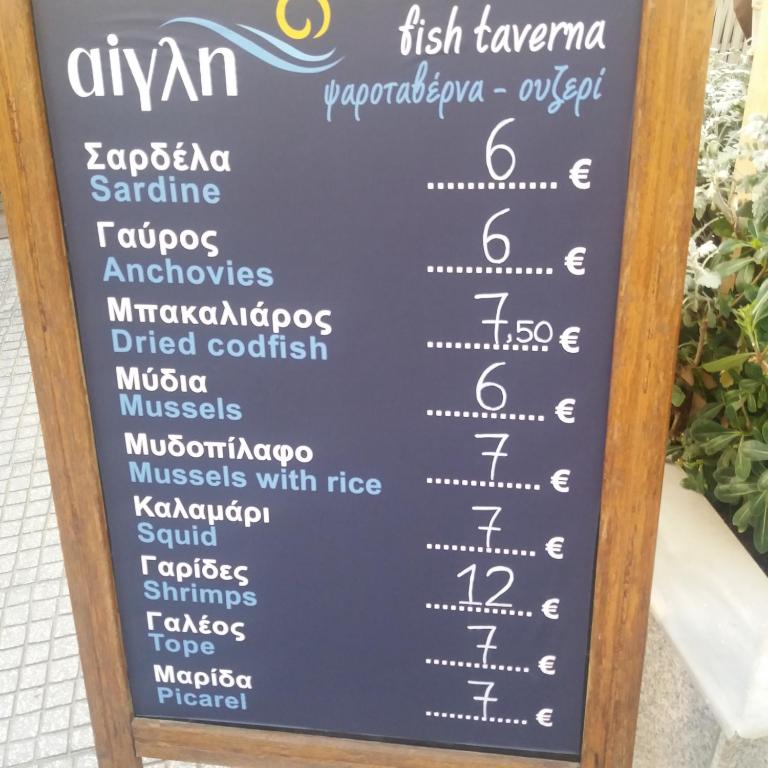 αίγλη
fish taverna
ψαροταβέρνα - ουζερί
Σαρδέλα
Sardine 6 €
Γαύρος
Anchovies 6 €
Μπακαλιάρος
Dried codfish 7,50 €
Μύδια
Mussels 6 €
Μυδοπίλαφο
Mussels with rice 7 €
Καλαμάρι
Squid 7 €
Γαρίδες
Shrimps 12 €
Γαλέος
Tope 7 €
Μαρίδα
Picarel 7 €